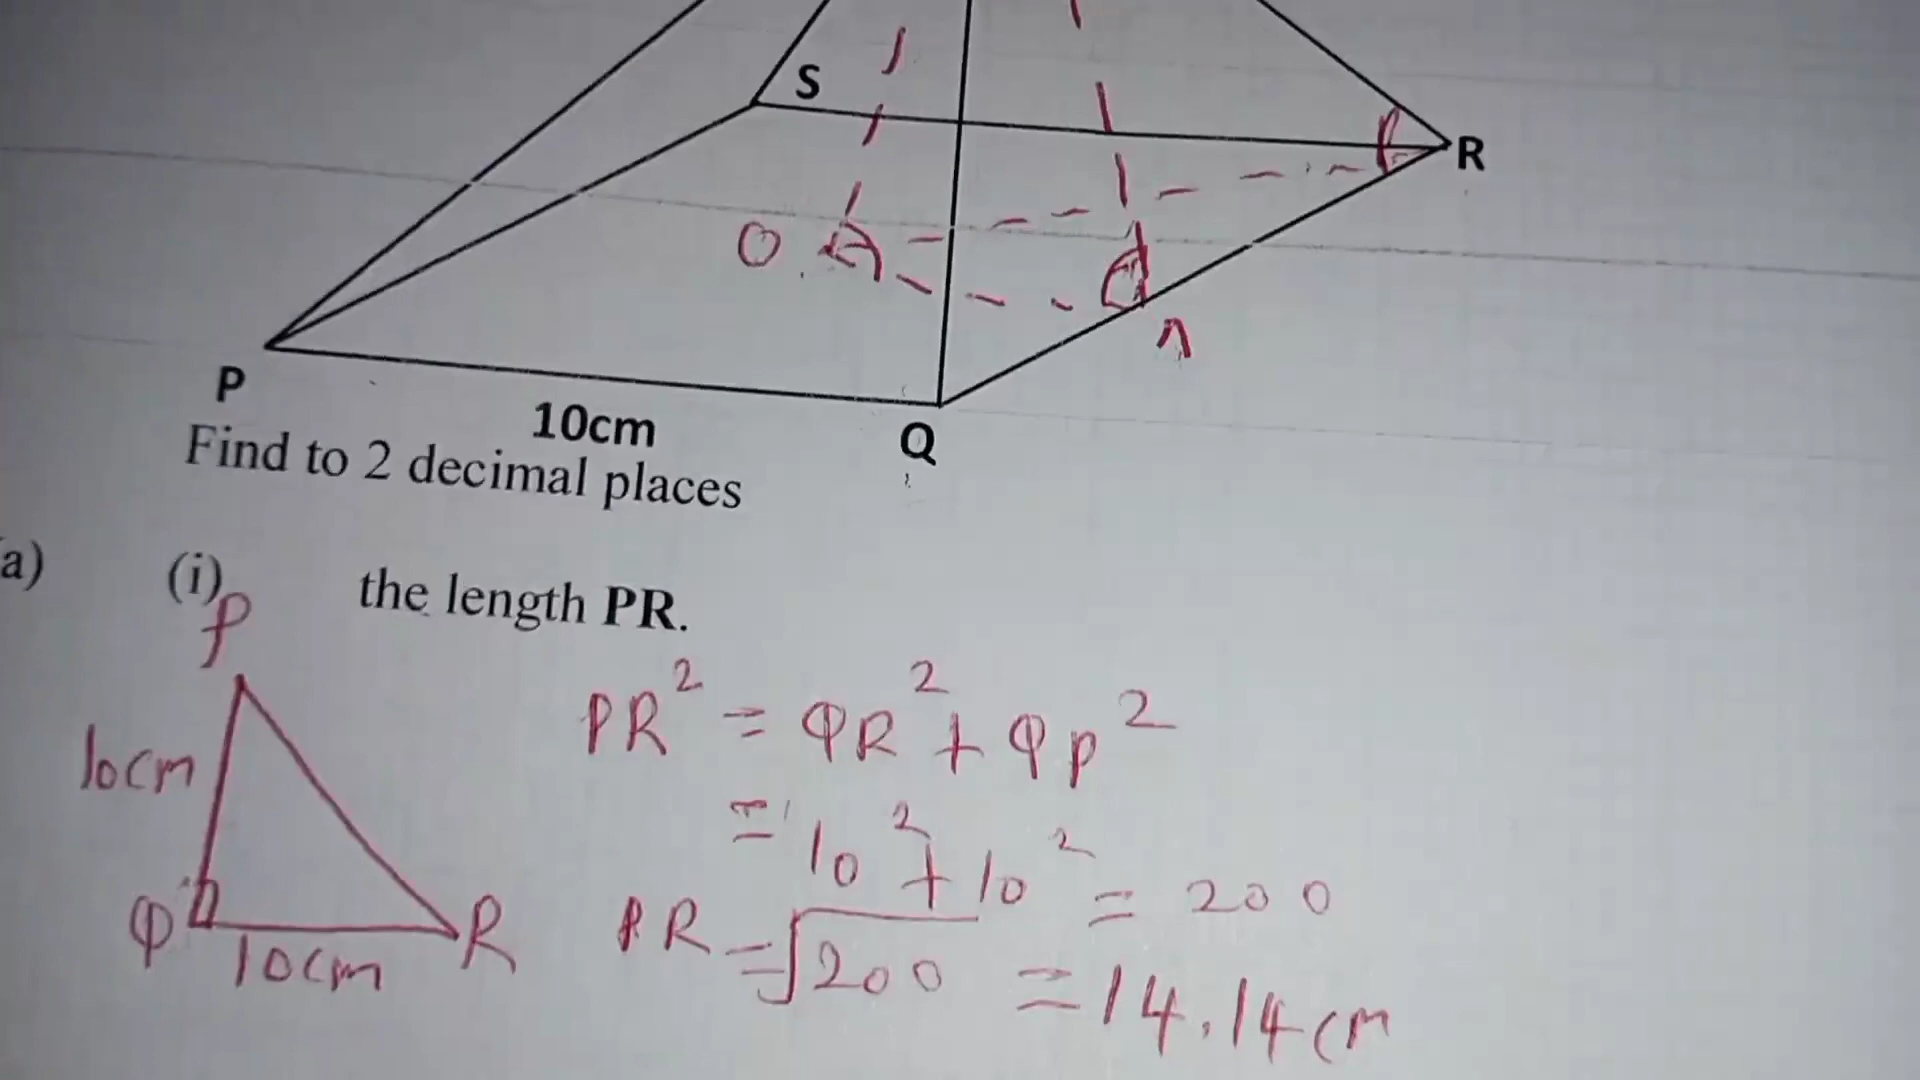 S
R
O
n
P
10cm
Q
Find to 2 decimal places
a) (i) the length PR.
P
10cm
Q
10cm
R
PR² = QR² + QP²
= 10² + 10² = 200
PR = √200 = 14.14cm